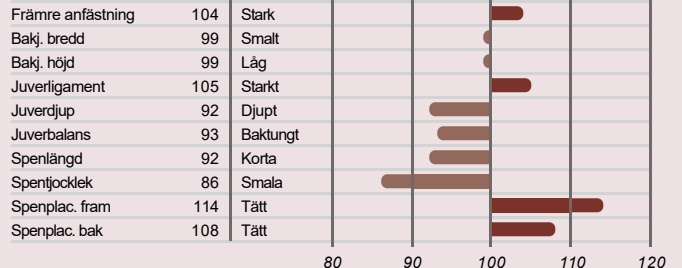 Främre anfästning 104 Stark
Bakj. bredd 99 Smalt
Bakj. höjd 99 Låg
Juverligament 105 Starkt
Juverdjup 92 Djupt
Juverbalans 93 Baktungt
Spenlängd 92 Korta
Spentjocklek 86 Smala
Spenplac. fram 114 Tätt
Spenplac. bak 108 Tätt
80 90 100 110 120